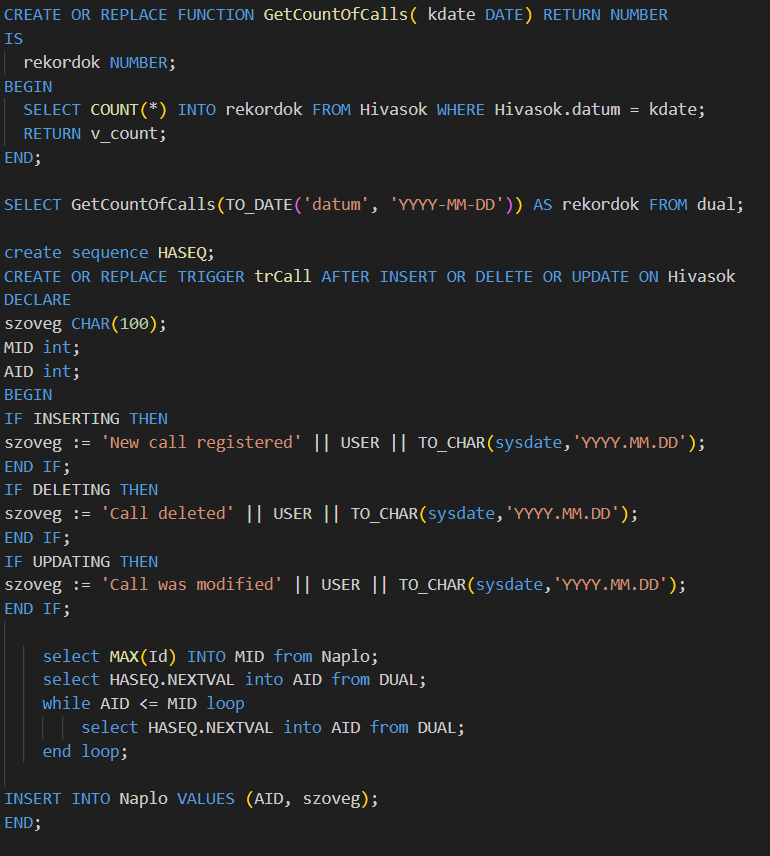 CREATE OR REPLACE FUNCTION GetCountOfCalls( kdate DATE) RETURN NUMBER
IS
rekordok NUMBER;
BEGIN
SELECT COUNT(*) INTO rekordok FROM Hivasok WHERE Hivasok.datum = kdate;
RETURN v_count;
END;
SELECT GetCountOfCalls(TO_DATE('datum', 'YYYY-MM-DD')) AS rekordok FROM dual;
create sequence HASEQ;
CREATE OR REPLACE TRIGGER trCall AFTER INSERT OR DELETE OR UPDATE ON Hivasok
DECLARE
szoveg CHAR(100);
MID int;
AID int;
BEGIN
IF INSERTING THEN
szoveg := 'New call registered' || USER || TO_CHAR(sysdate,'YYYY.MM.DD');
END IF;
IF DELETING THEN
szoveg := 'Call deleted' || USER || TO_CHAR(sysdate,'YYYY.MM.DD');
END IF;
IF UPDATING THEN
szoveg := 'Call was modified' || USER || TO_CHAR(sysdate,'YYYY.MM.DD');
END IF;
select MAX(Id) INTO MID from Naplo;
select HASEQ.NEXTVAL into AID from DUAL;
while AID <= MID loop
select HASEQ.NEXTVAL into AID from DUAL;
end loop;
INSERT INTO Naplo VALUES (AID, szoveg);
END;